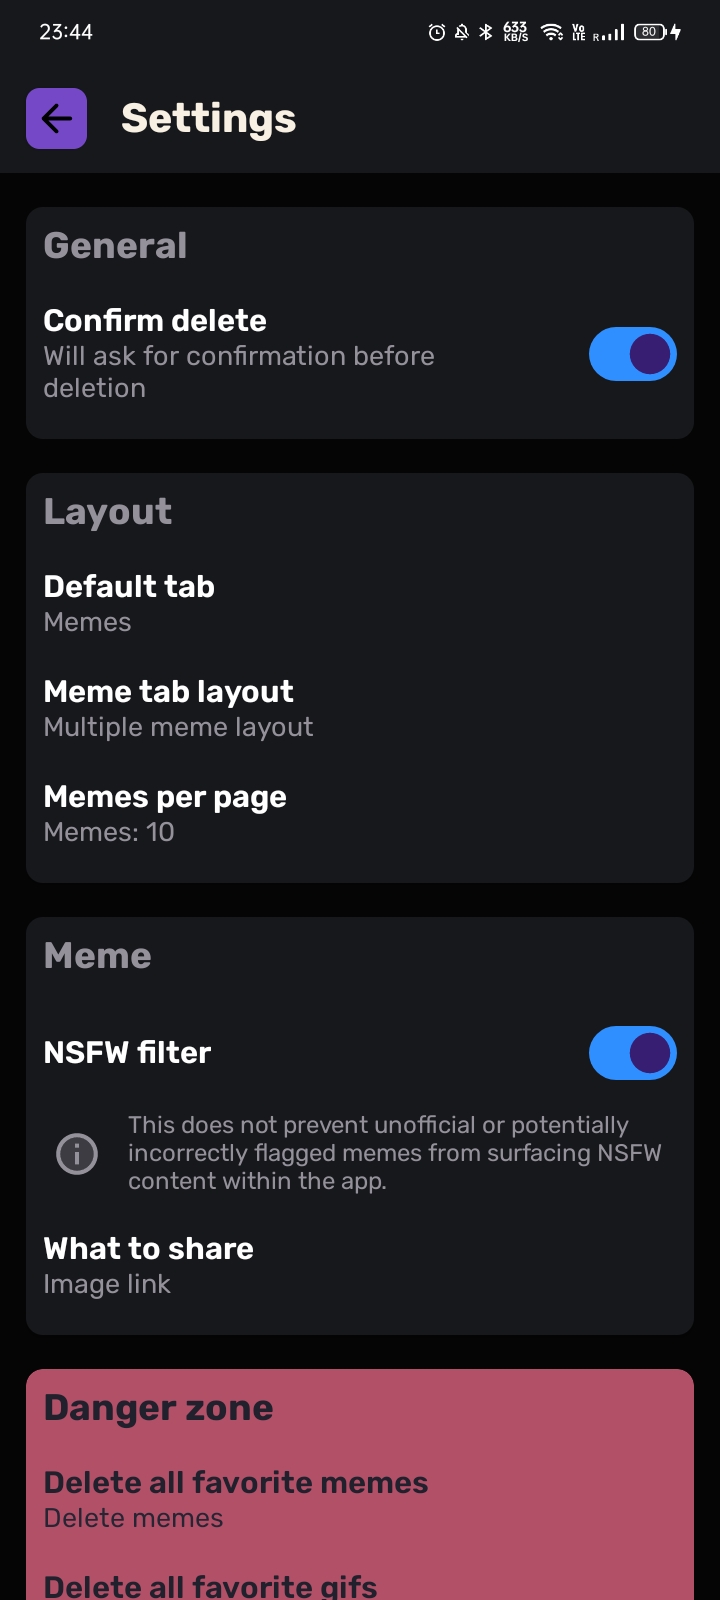 23:44
633
KB/S
Vo
LTE
R
80
Settings
General
Confirm delete
Will ask for confirmation before
deletion
Layout
Default tab
Memes
Meme tab layout
Multiple meme layout
Memes per page
Memes: 10
Meme
NSFW filter
This does not prevent unofficial or potentially
incorrectly flagged memes from surfacing NSFW
content within the app.
What to share
Image link
Danger zone
Delete all favorite memes
Delete memes
Delete all favorite gifs